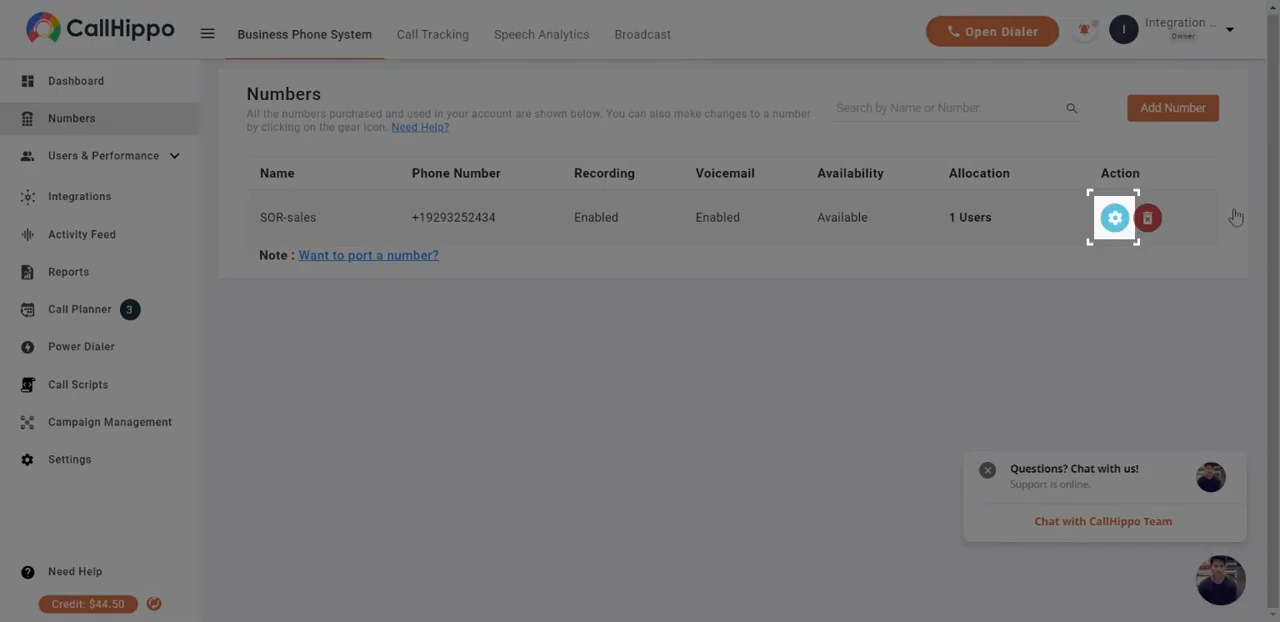 CallHippo
Business Phone System
Call Tracking
Speech Analytics
Broadcast
Open Dialer
I
Integration ...
Owner
Dashboard
Numbers
Users & Performance
Integrations
Activity Feed
Reports
Call Planner 3
Power Dialer
Call Scripts
Campaign Management
Settings
Need Help
Credit: $44.50
Numbers
All the numbers purchased and used in your account are shown below. You can also make changes to a number
by clicking on the gear icon. Need Help?
Search by Name or Number.
Add Number
Name Phone Number Recording Voicemail Availability Allocation Action
SOR-sales +19293252434 Enabled Enabled Available 1 Users
Note : Want to port a number?
Questions? Chat with us!
Support is online.
Chat with CallHippo Team